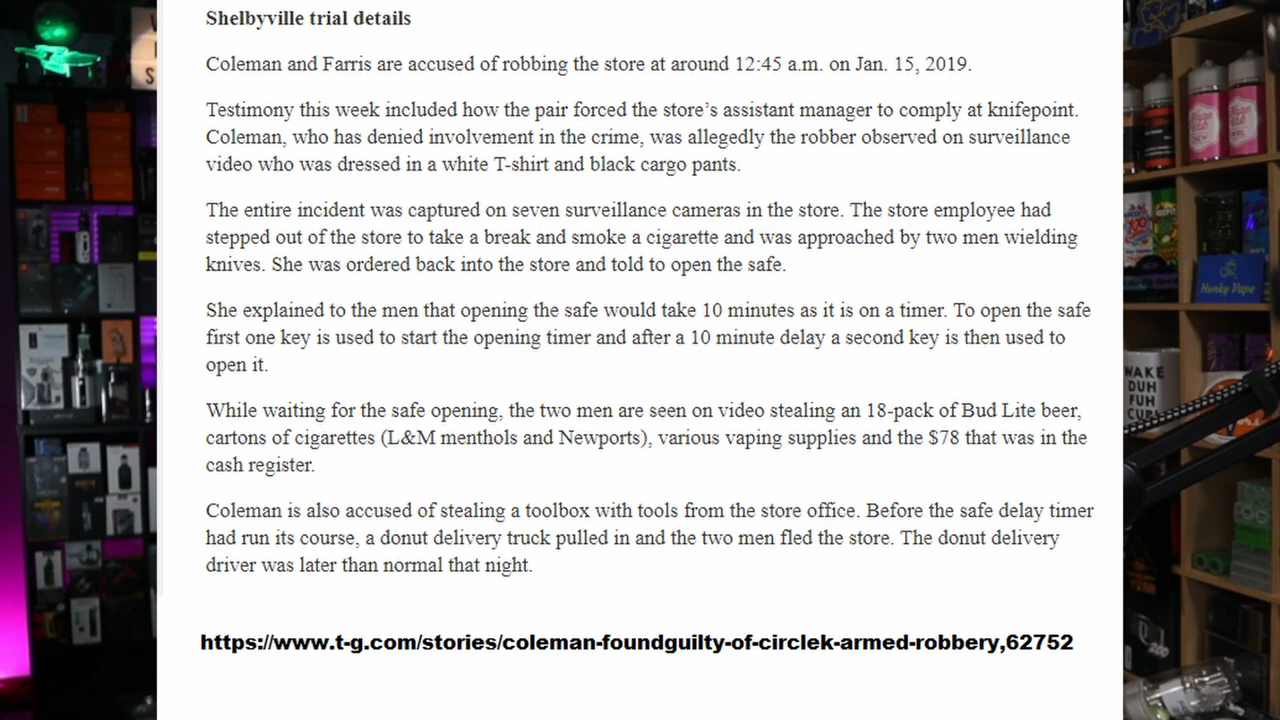 Shelbyville trial details
Coleman and Farris are accused of robbing the store at around 12:45 a.m. on Jan. 15, 2019.
Testimony this week included how the pair forced the store’s assistant manager to comply at knifepoint.
Coleman, who has denied involvement in the crime, was allegedly the robber observed on surveillance
video who was dressed in a white T-shirt and black cargo pants.
The entire incident was captured on seven surveillance cameras in the store. The store employee had
stepped out of the store to take a break and smoke a cigarette and was approached by two men wielding
knives. She was ordered back into the store and told to open the safe.
She explained to the men that opening the safe would take 10 minutes as it is on a timer. To open the safe
first one key is used to start the opening timer and after a 10 minute delay a second key is then used to
open it.
While waiting for the safe opening, the two men are seen on video stealing an 18-pack of Bud Lite beer,
cartons of cigarettes (L&M menthols and Newports), various vaping supplies and the $78 that was in the
cash register.
Coleman is also accused of stealing a toolbox with tools from the store office. Before the safe delay timer
had run its course, a donut delivery truck pulled in and the two men fled the store. The donut delivery
driver was later than normal that night.
https://www.t-g.com/stories/coleman-foundguilty-of-circlek-armed-robbery,62752
Hunky Vape
WAKE
DUH
FUH
CUP